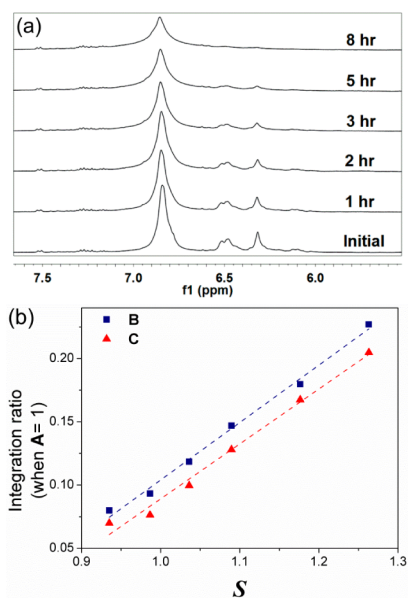 (a)
8 hr
5 hr
3 hr
2 hr
1 hr
Initial
7.5 7.0 6.5 6.0
f1 (ppm)
(b)
B
C
Integration ratio
(when A= 1)
0.20
0.15
0.10
0.05
0.9 1.0 1.1 1.2 1.3
S